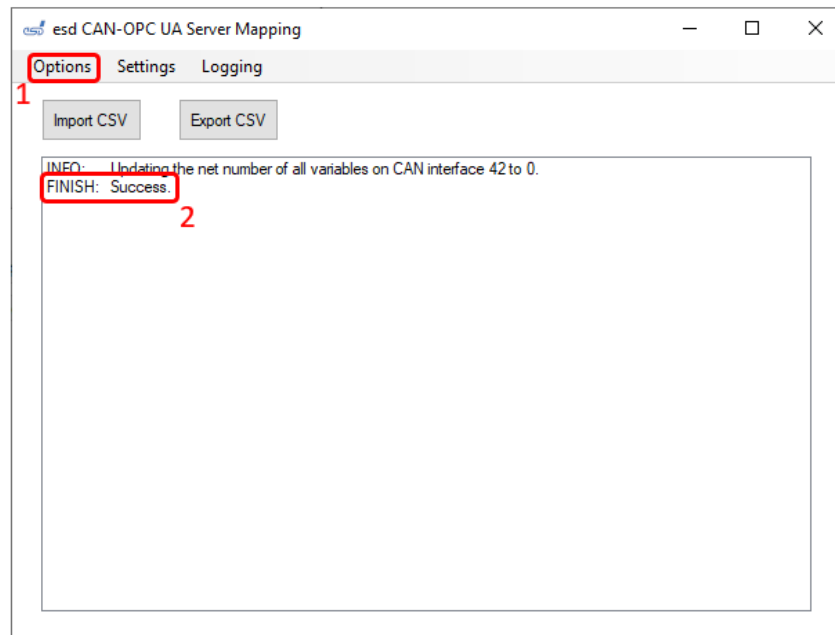 esd CAN-OPC UA Server Mapping
Options Settings Logging
1
Import CSV Export CSV
INFO: Updating the net number of all variables on CAN interface 42 to 0.
FINISH: Success.
2